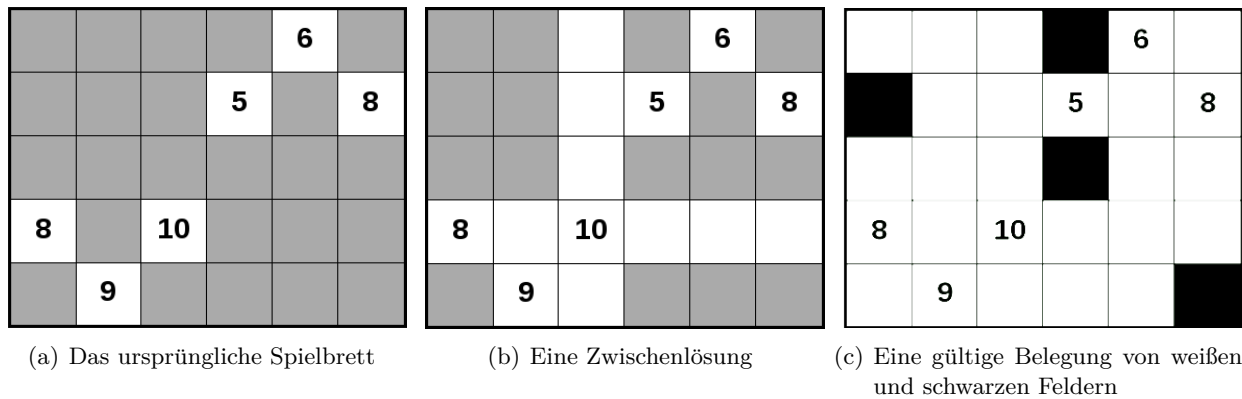 6 6 6
5 8 5 8 5 8
8 10 8 10 8 10
9 9 9
(a) Das ursprüngliche Spielbrett
(b) Eine Zwischenlösung
(c) Eine gültige Belegung von weißen
und schwarzen Feldern